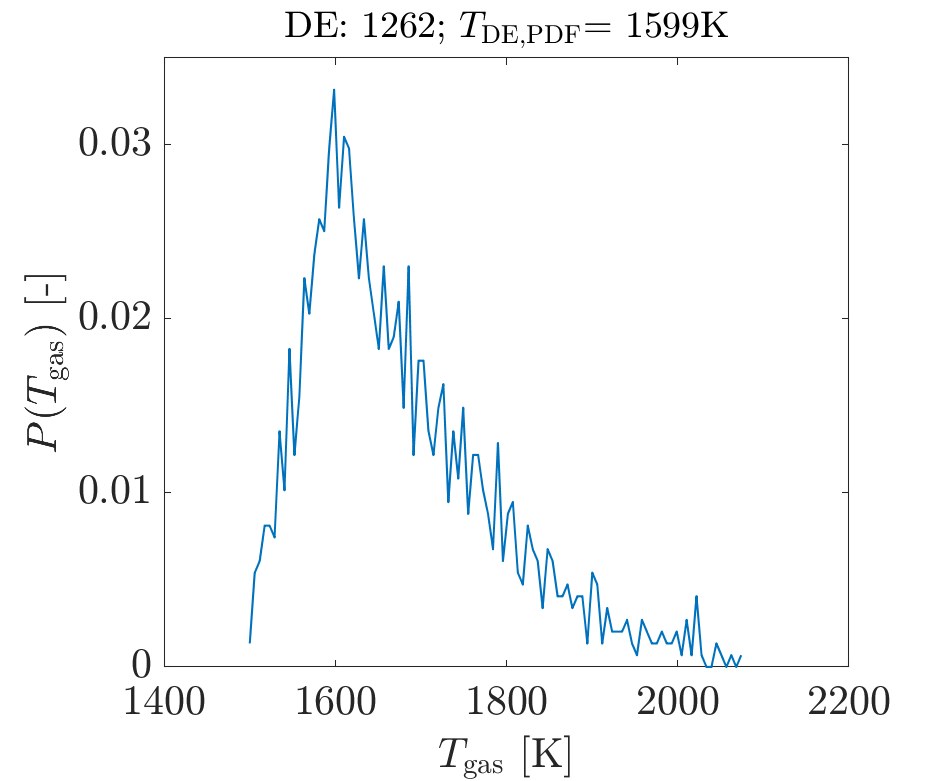 DE: 1262; T_DE,PDF= 1599K
0.03
0.02
0.01
0
P(T_gas) [-]
1400 1600 1800 2000 2200
T_gas [K]